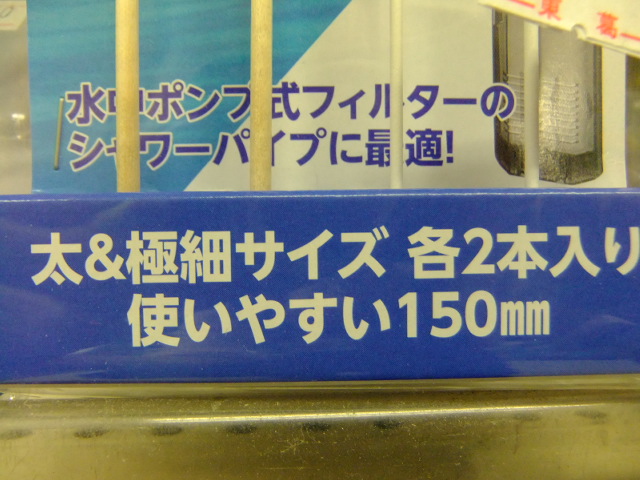 水中ポンプ式フィルターの
シャワーパイプに最適!
太&極細サイズ 各2本入り
使いやすい150mm